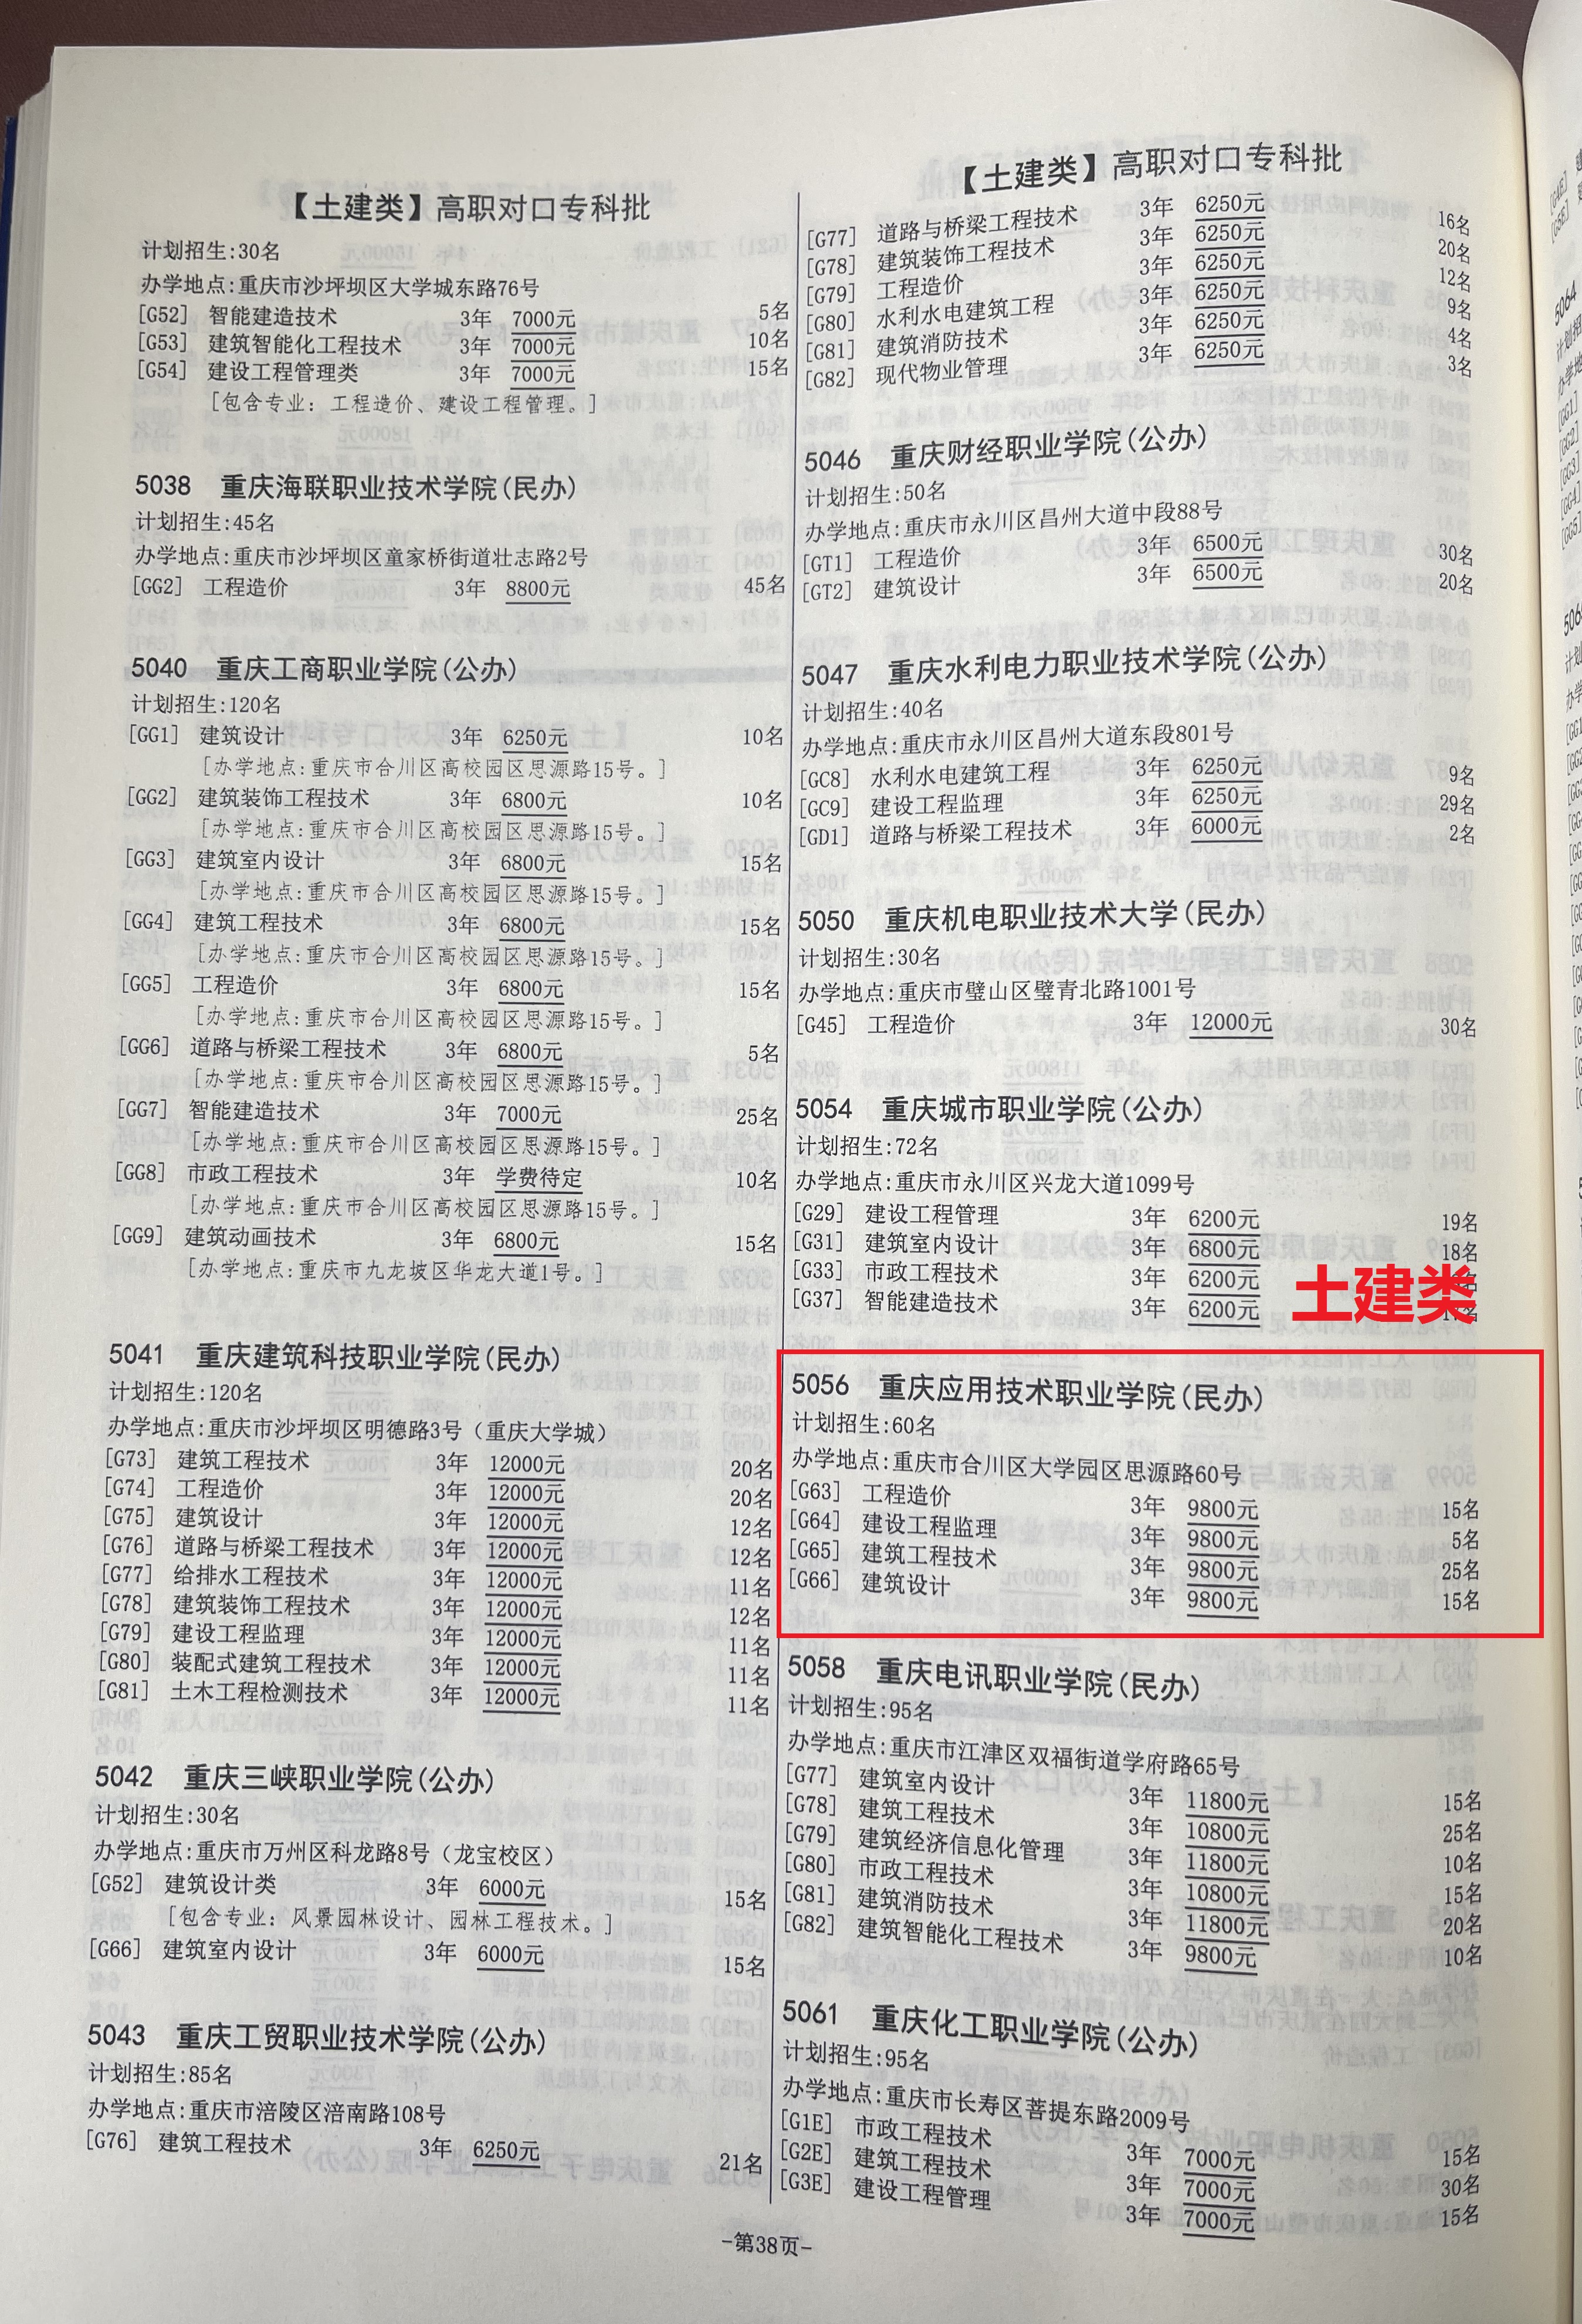 【土建类】高职对口专科批
计划招生:30名
办学地点:重庆市沙坪坝区大学城东路76号
[G52] 智能建造技术 3年 7000元 5名
[G53] 建筑智能化工程技术 3年 7000元 10名
[G54] 建设工程管理类 3年 7000元 15名
[包含专业: 工程造价、建设工程管理。]
5038 重庆海联职业技术学院(民办)
计划招生:45名
办学地点:重庆市沙坪坝区童家桥街道壮志路2号
[GG2] 工程造价 3年 8800元 45名
5040 重庆工商职业学院(公办)
计划招生:120名
[GG1] 建筑设计 3年 6250元 10名
[办学地点:重庆市合川区高校园区思源路15号。]
[GG2] 建筑装饰工程技术 3年 6800元 10名
[办学地点:重庆市合川区高校园区思源路15号。]
[GG3] 建筑室内设计 3年 6800元 15名
[办学地点:重庆市合川区高校园区思源路15号。]
[GG4] 建筑工程技术 3年 6800元 15名
[办学地点:重庆市合川区高校园区思源路15号。]
[GG5] 工程造价 3年 6800元 15名
[办学地点:重庆市合川区高校园区思源路15号。]
[GG6] 道路与桥梁工程技术 3年 6800元 5名
[办学地点:重庆市合川区高校园区思源路15号。]
[GG7] 智能建造技术 3年 7000元 25名
[办学地点:重庆市合川区高校园区思源路15号。]
[GG8] 市政工程技术 3年 学费待定 10名
[办学地点:重庆市合川区高校园区思源路15号。]
[GG9] 建筑动画技术 3年 6800元 15名
[办学地点:重庆市九龙坡区华龙大道1号。]
5041 重庆建筑科技职业学院(民办)
计划招生:120名
办学地点:重庆市沙坪坝区明德路3号(重庆大学城)
[G73] 建筑工程技术 3年 12000元 20名
[G74] 工程造价 3年 12000元 20名
[G75] 建筑设计 3年 12000元 12名
[G76] 道路与桥梁工程技术 3年 12000元 12名
[G77] 给排水工程技术 3年 12000元 11名
[G78] 建筑装饰工程技术 3年 12000元 12名
[G79] 建设工程监理 3年 12000元 11名
[G80] 装配式建筑工程技术 3年 12000元 11名
[G81] 土木工程检测技术 3年 12000元 11名
5042 重庆三峡职业学院(公办)
计划招生:30名
办学地点:重庆市万州区科龙路8号(龙宝校区)
[G52] 建筑设计类 3年 6000元 15名
[包含专业: 风景园林设计、园林工程技术。]
[G66] 建筑室内设计 3年 6000元 15名
5043 重庆工贸职业技术学院(公办)
计划招生:85名
办学地点:重庆市涪陵区涪南路108号
[G76] 建筑工程技术 3年 6250元 21名
【土建类】高职对口专科批
[G77] 道路与桥梁工程技术 3年 6250元 16名
[G78] 建筑装饰工程技术 3年 6250元 20名
[G79] 工程造价 3年 6250元 12名
[G80] 水利水电建筑工程 3年 6250元 9名
[G81] 建筑消防技术 3年 6250元 4名
[G82] 现代物业管理 3年 6250元 3名
5046 重庆财经职业学院(公办)
计划招生:50名
办学地点:重庆市永川区昌州大道中段88号
[GT1] 工程造价 3年 6500元 30名
[GT2] 建筑设计 3年 6500元 20名
5047 重庆水利电力职业技术学院(公办)
计划招生:40名
办学地点:重庆市永川区昌州大道东段801号
[GC8] 水利水电建筑工程 3年 6250元 9名
[GC9] 建设工程监理 3年 6250元 29名
[GD1] 道路与桥梁工程技术 3年 6000元 2名
5050 重庆机电职业技术大学(民办)
计划招生:30名
办学地点:重庆市璧山区璧青北路1001号
[G45] 工程造价 3年 12000元 30名
5054 重庆城市职业学院(公办)
计划招生:72名
办学地点:重庆市永川区兴龙大道1099号
[G29] 建设工程管理 3年 6200元 19名
[G31] 建筑室内设计 3年 6800元 18名
[G33] 市政工程技术 3年 6200元
[G37] 智能建造技术 3年 6200元
土建类
5056 重庆应用技术职业学院(民办)
计划招生:60名
办学地点:重庆市合川区大学园区思源路60号
[G63] 工程造价 3年 9800元 15名
[G64] 建设工程监理 3年 9800元 5名
[G65] 建筑工程技术 3年 9800元 25名
[G66] 建筑设计 3年 9800元 15名
5058 重庆电讯职业学院(民办)
计划招生:95名
办学地点:重庆市江津区双福街道学府路65号
[G77] 建筑室内设计 3年 11800元 15名
[G78] 建筑工程技术 3年 10800元 25名
[G79] 建筑经济信息化管理 3年 11800元 10名
[G80] 市政工程技术 3年 10800元 15名
[G81] 建筑消防技术 3年 11800元 20名
[G82] 建筑智能化工程技术 3年 9800元 10名
5061 重庆化工职业学院(公办)
计划招生:95名
办学地点:重庆市长寿区菩提东路2009号
[G1E] 市政工程技术 3年 7000元 15名
[G2E] 建筑工程技术 3年 7000元 30名
[G3E] 建设工程管理 3年 7000元 15名
-第38页-